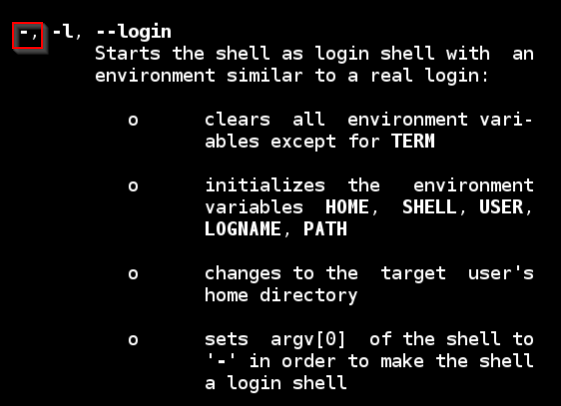 -, -l, --login
Starts the shell as login shell with  an
environment similar to a real login:
o      clears  all  environment vari-
ables except for TERM
o      initializes  the   environment
variables  HOME,  SHELL, USER,
LOGNAME, PATH
o      changes to the  target  user's
home directory
o      sets  argv[0]  of the shell to
'-' in order to make the shell
a login shell